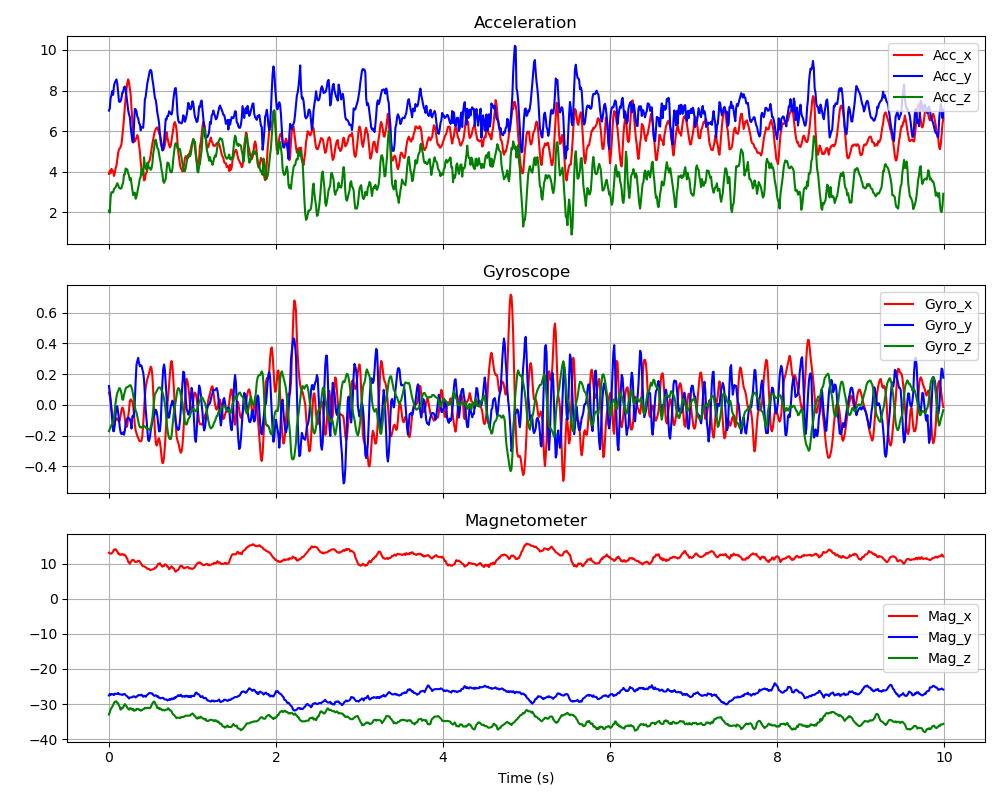 Acceleration
10
8
6
4
2
Acc_x
Acc_y
Acc_z
Gyroscope
0.6
0.4
0.2
0.0
−0.2
−0.4
Gyro_x
Gyro_y
Gyro_z
Magnetometer
10
0
−10
−20
−30
−40
Mag_x
Mag_y
Mag_z
0 2 4 6 8 10
Time (s)